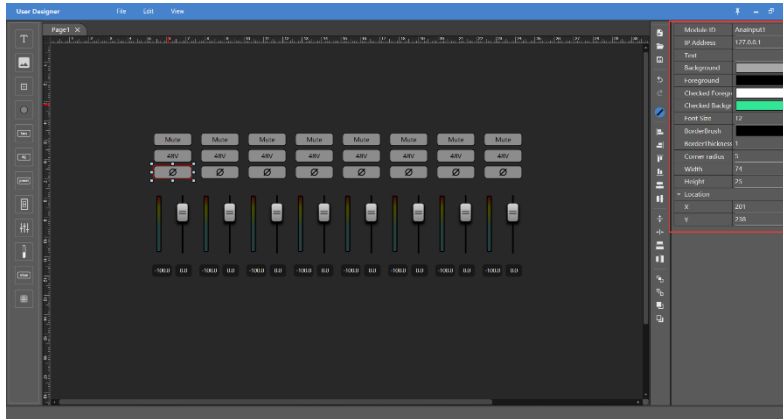 User Designer File Edit View
Page1 X
Module ID AnaInput1
IP Address 127.0.0.1
Text
Background
Foreground
Checked Foregr
Checked Backgr
Font Size 12
BorderBrush
BorderThickness 1
Corner radius 5
Width 74
Height 25
Location
X 201
Y 238
Mute Mute Mute Mute Mute Mute Mute Mute
48V 48V 48V 48V 48V 48V 48V 48V
Ø Ø Ø Ø Ø Ø Ø Ø
-100.0 0.0 -100.0 0.0 -100.0 0.0 -100.0 0.0 -100.0 0.0 -100.0 0.0 -100.0 0.0 -100.0 0.0